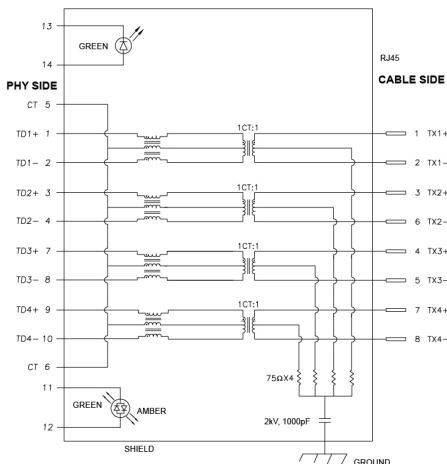 13
GREEN
14
RJ45
PHY SIDE
CABLE SIDE
CT 5
1CT:1
TD1+ 1
1 TX1+
TD1- 2
2 TX1-
1CT:1
TD2+ 3
3 TX2+
TD2- 4
6 TX2-
1CT:1
TD3+ 7
4 TX3+
TD3- 8
5 TX3-
1CT:1
TD4+ 9
7 TX4+
TD4- 10
8 TX4-
CT 6
75ΩX4
11
GREEN
AMBER
2kV, 1000pF
12
SHIELD
GROUND